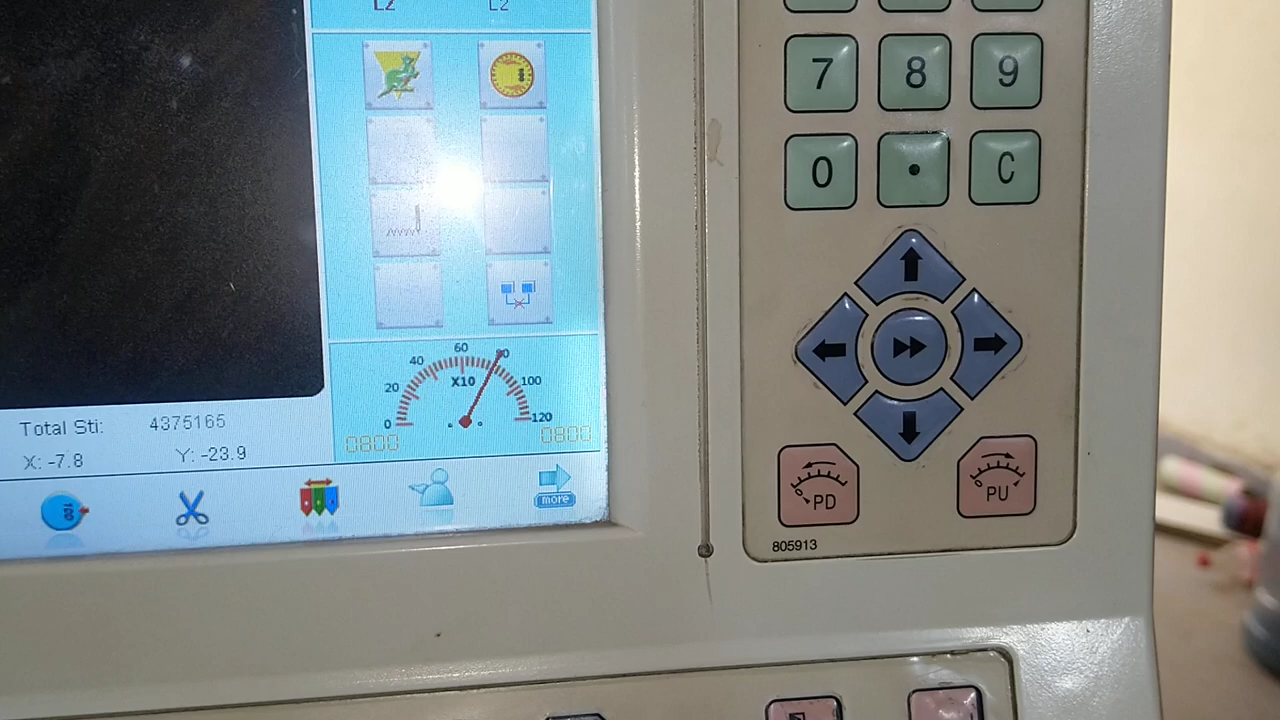 L2 L2
7 8 9
0 • C
0 20 40 60 80 100 120
X10
0800 0800
Total Sti: 4375165
X: -7.8 Y: -23.9
100
more
PD PU
805913